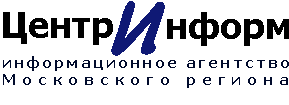 ЦентрИнформ
информационное агентство
Московского региона